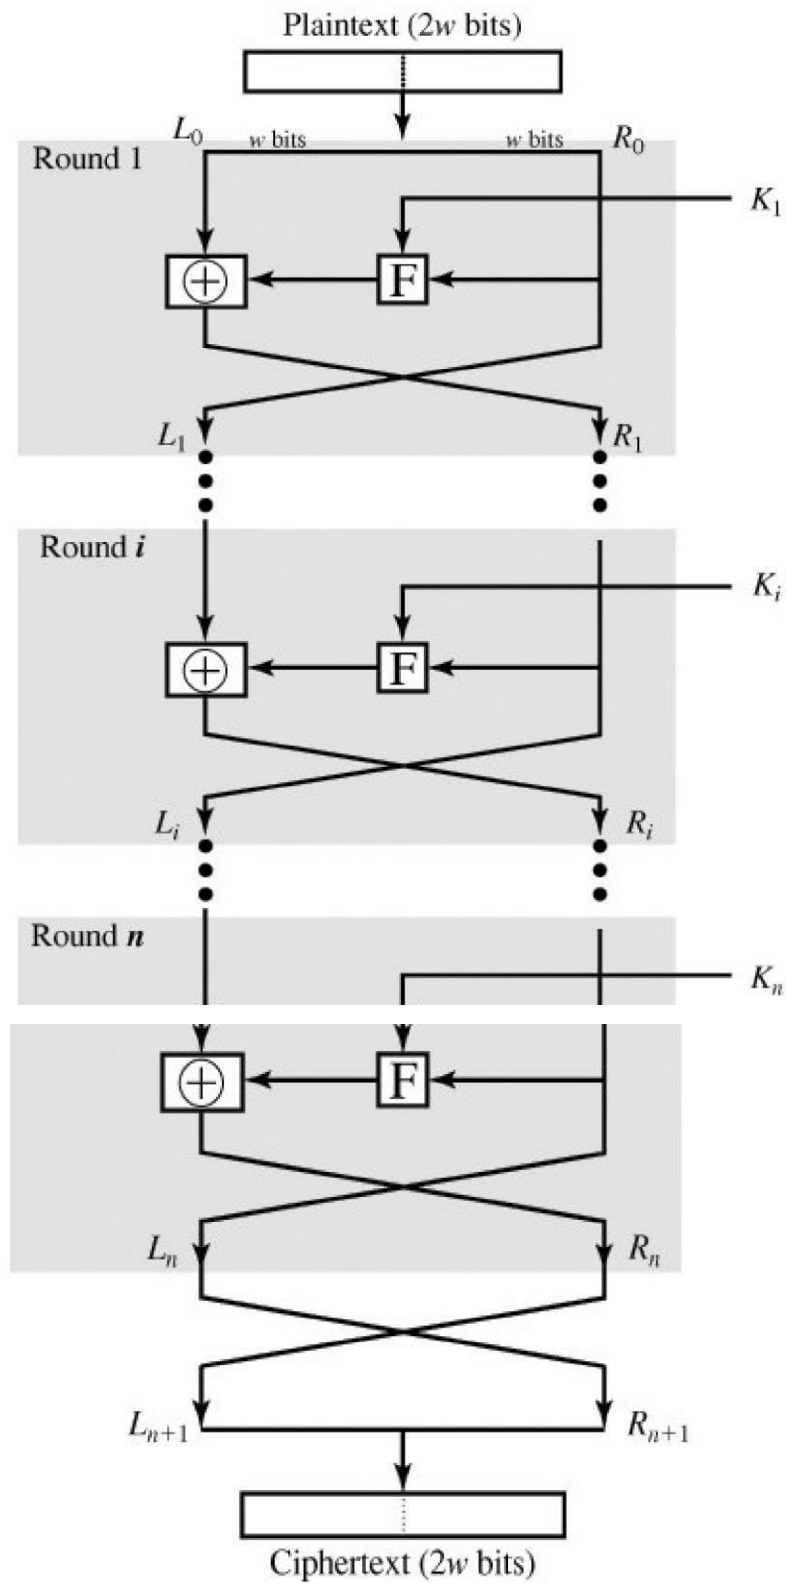 Plaintext (2w bits)
L₀ w bits w bits R₀
Round 1
K₁
⊕ F
L₁ R₁
Round i
Kᵢ
⊕ F
Lᵢ Rᵢ
Round n
Kₙ
⊕ F
Lₙ Rₙ
Lₙ₊₁ Rₙ₊₁
Ciphertext (2w bits)